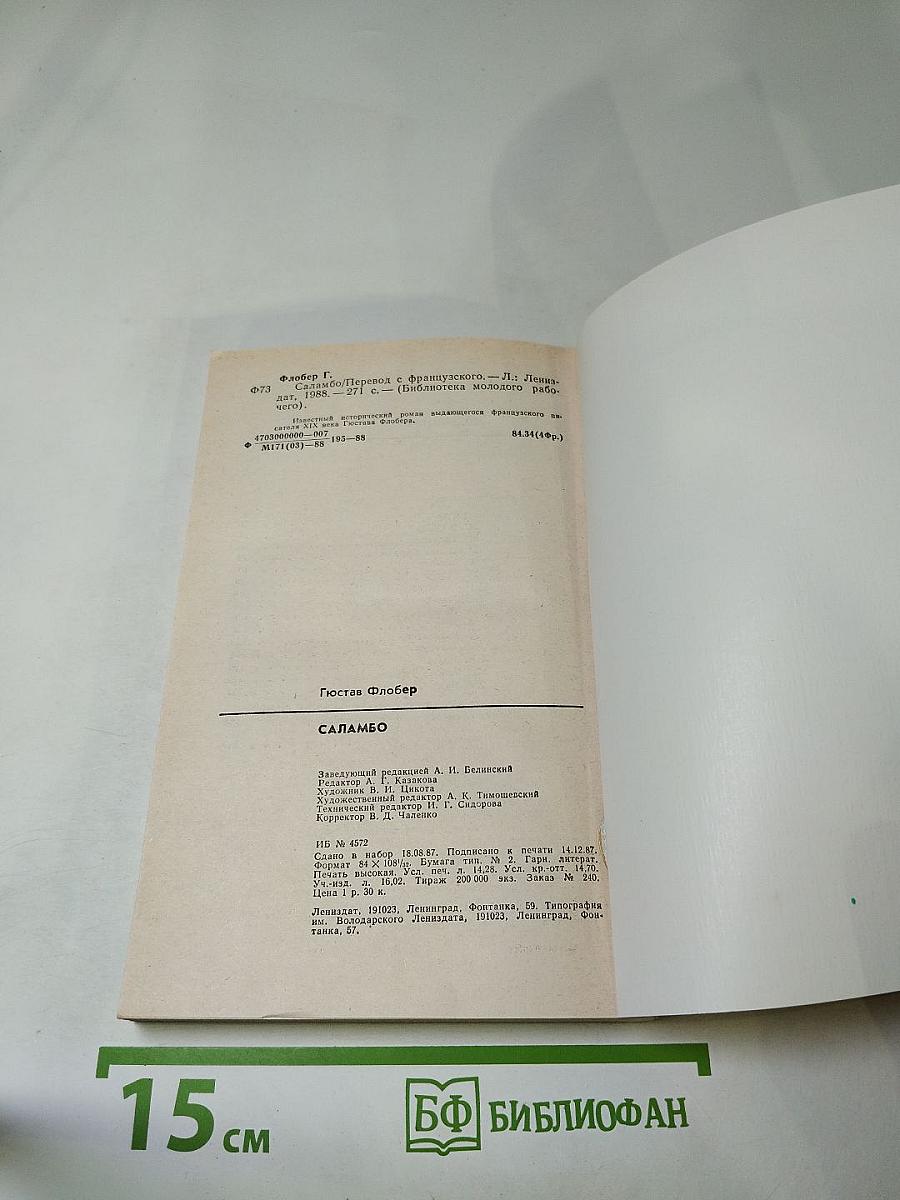 Флобер Г.
Ф73 Саламбо/Перевод с французского.— Л.: Лениз-
дат, 1988.— 271 с.— (Библиотека молодого рабо-
чего).
Известный исторический роман выдающегося французского пи-
сателя XIX века Гюстава Флобера.
Ф 4703000000—007 195—88 84.34(4Фр.)
М171(03)—88
Гюстав Флобер
САЛАМБО
Заведующий редакцией А. И. Белинский
Редактор А. Г. Казакова
Художник В. И. Цикота
Художественный редактор А. К. Тимошевский
Технический редактор И. Г. Сидорова
Корректор В. Д. Чаленко
ИБ № 4572
Сдано в набор 18.08.87. Подписано к печати 14.12.87.
Формат 84×108¹/₃₂. Бумага тип. № 2. Гарн. литерат.
Печать высокая. Усл. печ. л. 14,28. Усл. кр.-отт. 14,70.
Уч.-изд. л. 16,02. Тираж 200 000 экз. Заказ № 240.
Цена 1 р. 30 к.
Лениздат, 191023, Ленинград, Фонтанка, 59. Типография
им. Володарского Лениздата, 191023, Ленинград, Фон-
танка, 57.
15 см БФ БИБЛИОФАН